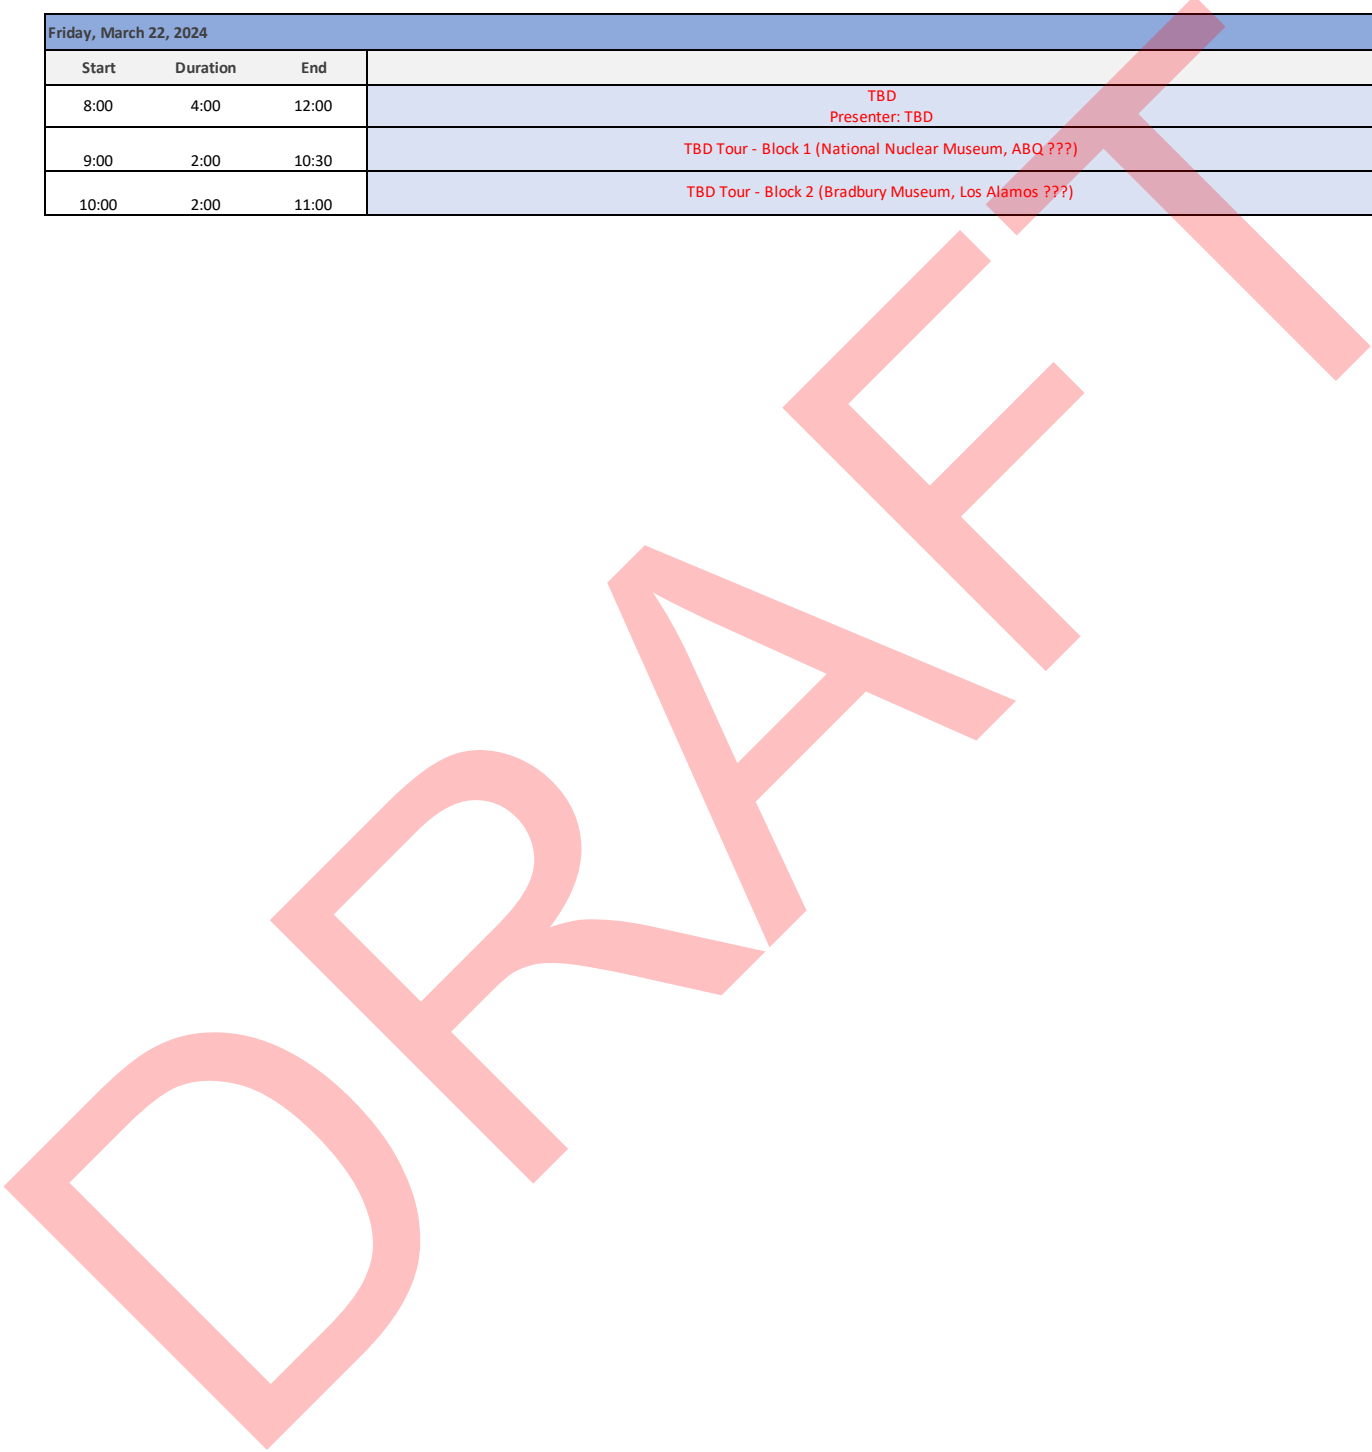 Friday, March 22, 2024
Start Duration End
8:00 4:00 12:00 TBD
Presenter: TBD
9:00 2:00 10:30 TBD Tour - Block 1 (National Nuclear Museum, ABQ ???)
10:00 2:00 11:00 TBD Tour - Block 2 (Bradbury Museum, Los Alamos ???)
DRAFT